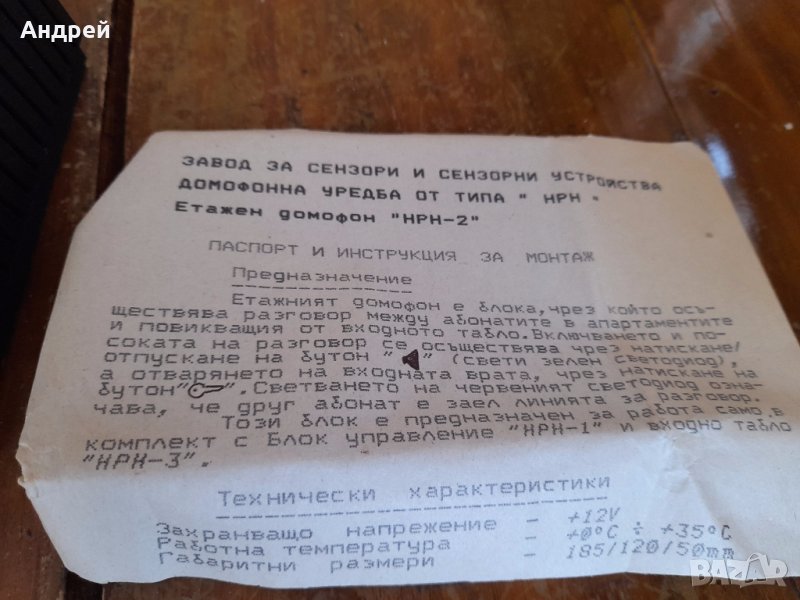 Андрей
ЗАВОД ЗА СЕНЗОРИ И СЕНЗОРНИ УСТРОЙСТВА
ДОМОФОННА УРЕДБА ОТ ТИПА " НРН "
Етажен домофон "НРН-2"
ПАСПОРТ И ИНСТРУКЦИЯ ЗА МОНТАЖ
Предназначение
Етажният домофон е блока,чрез който осъ-
ществява разговор между абонатите в апартаментите
и повикващия от входното табло.Включването и по-
соката на разговор се осъществява чрез натискане/
отпускане на бутон " " (свети зелен светодиод),
а отварянето на входната врата, чрез натискане на
бутон" ".Светването на червеният светодиод озна-
чава, че друг абонат е заел линията за разговор.
Този блок е предназначен за работа само в
комплект с Блок управление "НРН-1" и входно табло
"НРН-3".
Технически характеристики
Захранващо напрежение – +12V
Работна температура – +0°C ÷ +35°C
Габаритни размери – 185/120/50mm
BAZAR